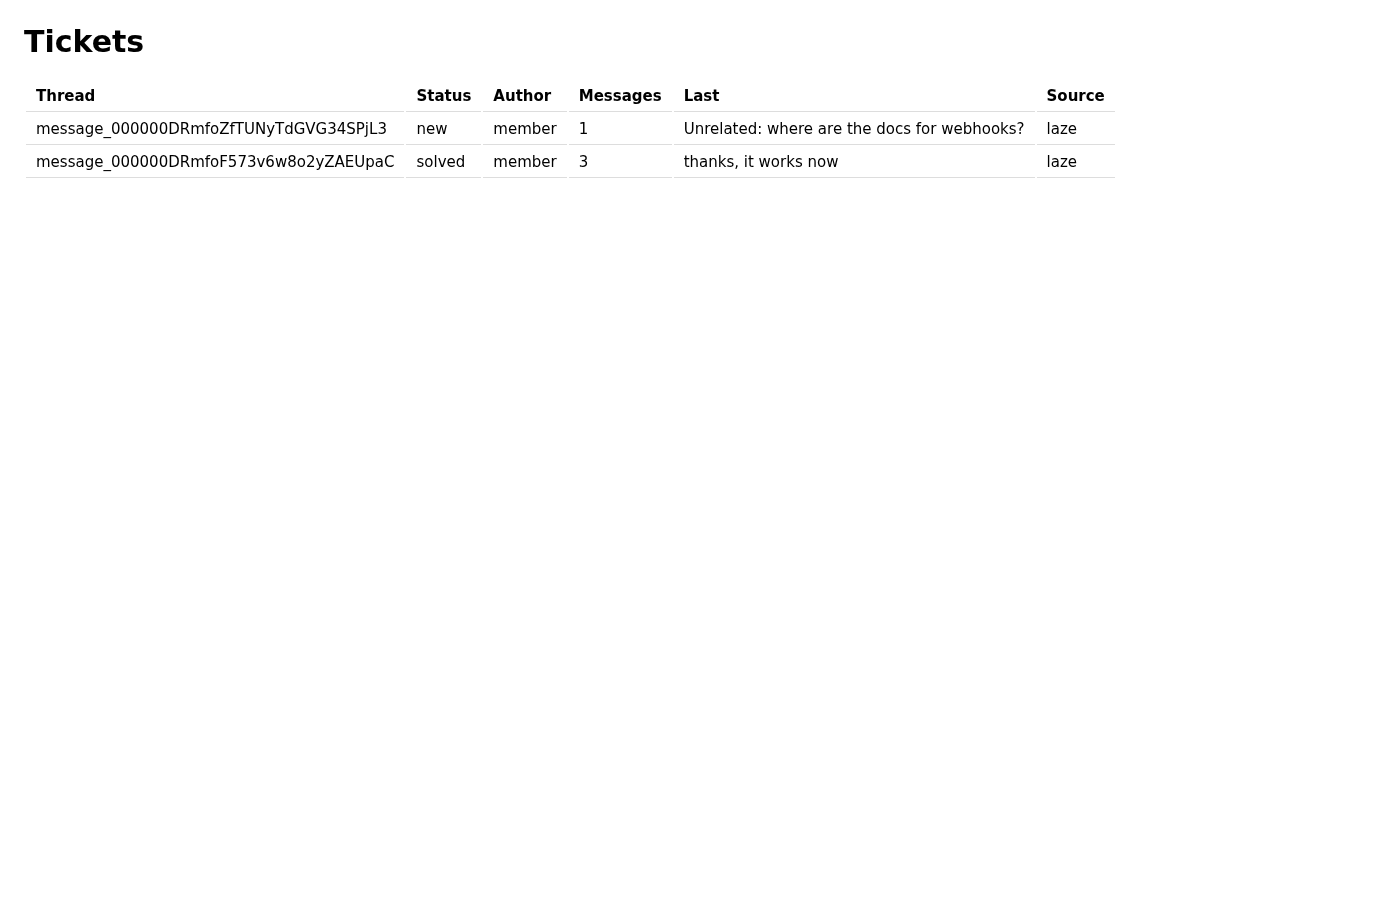 Tickets
Thread Status Author Messages Last Source
message_000000DRmfoZfTUNyTdGVG34SPjL3 new member 1 Unrelated: where are the docs for webhooks? laze
message_000000DRmfoF573v6w8o2yZAEUpaC solved member 3 thanks, it works now laze